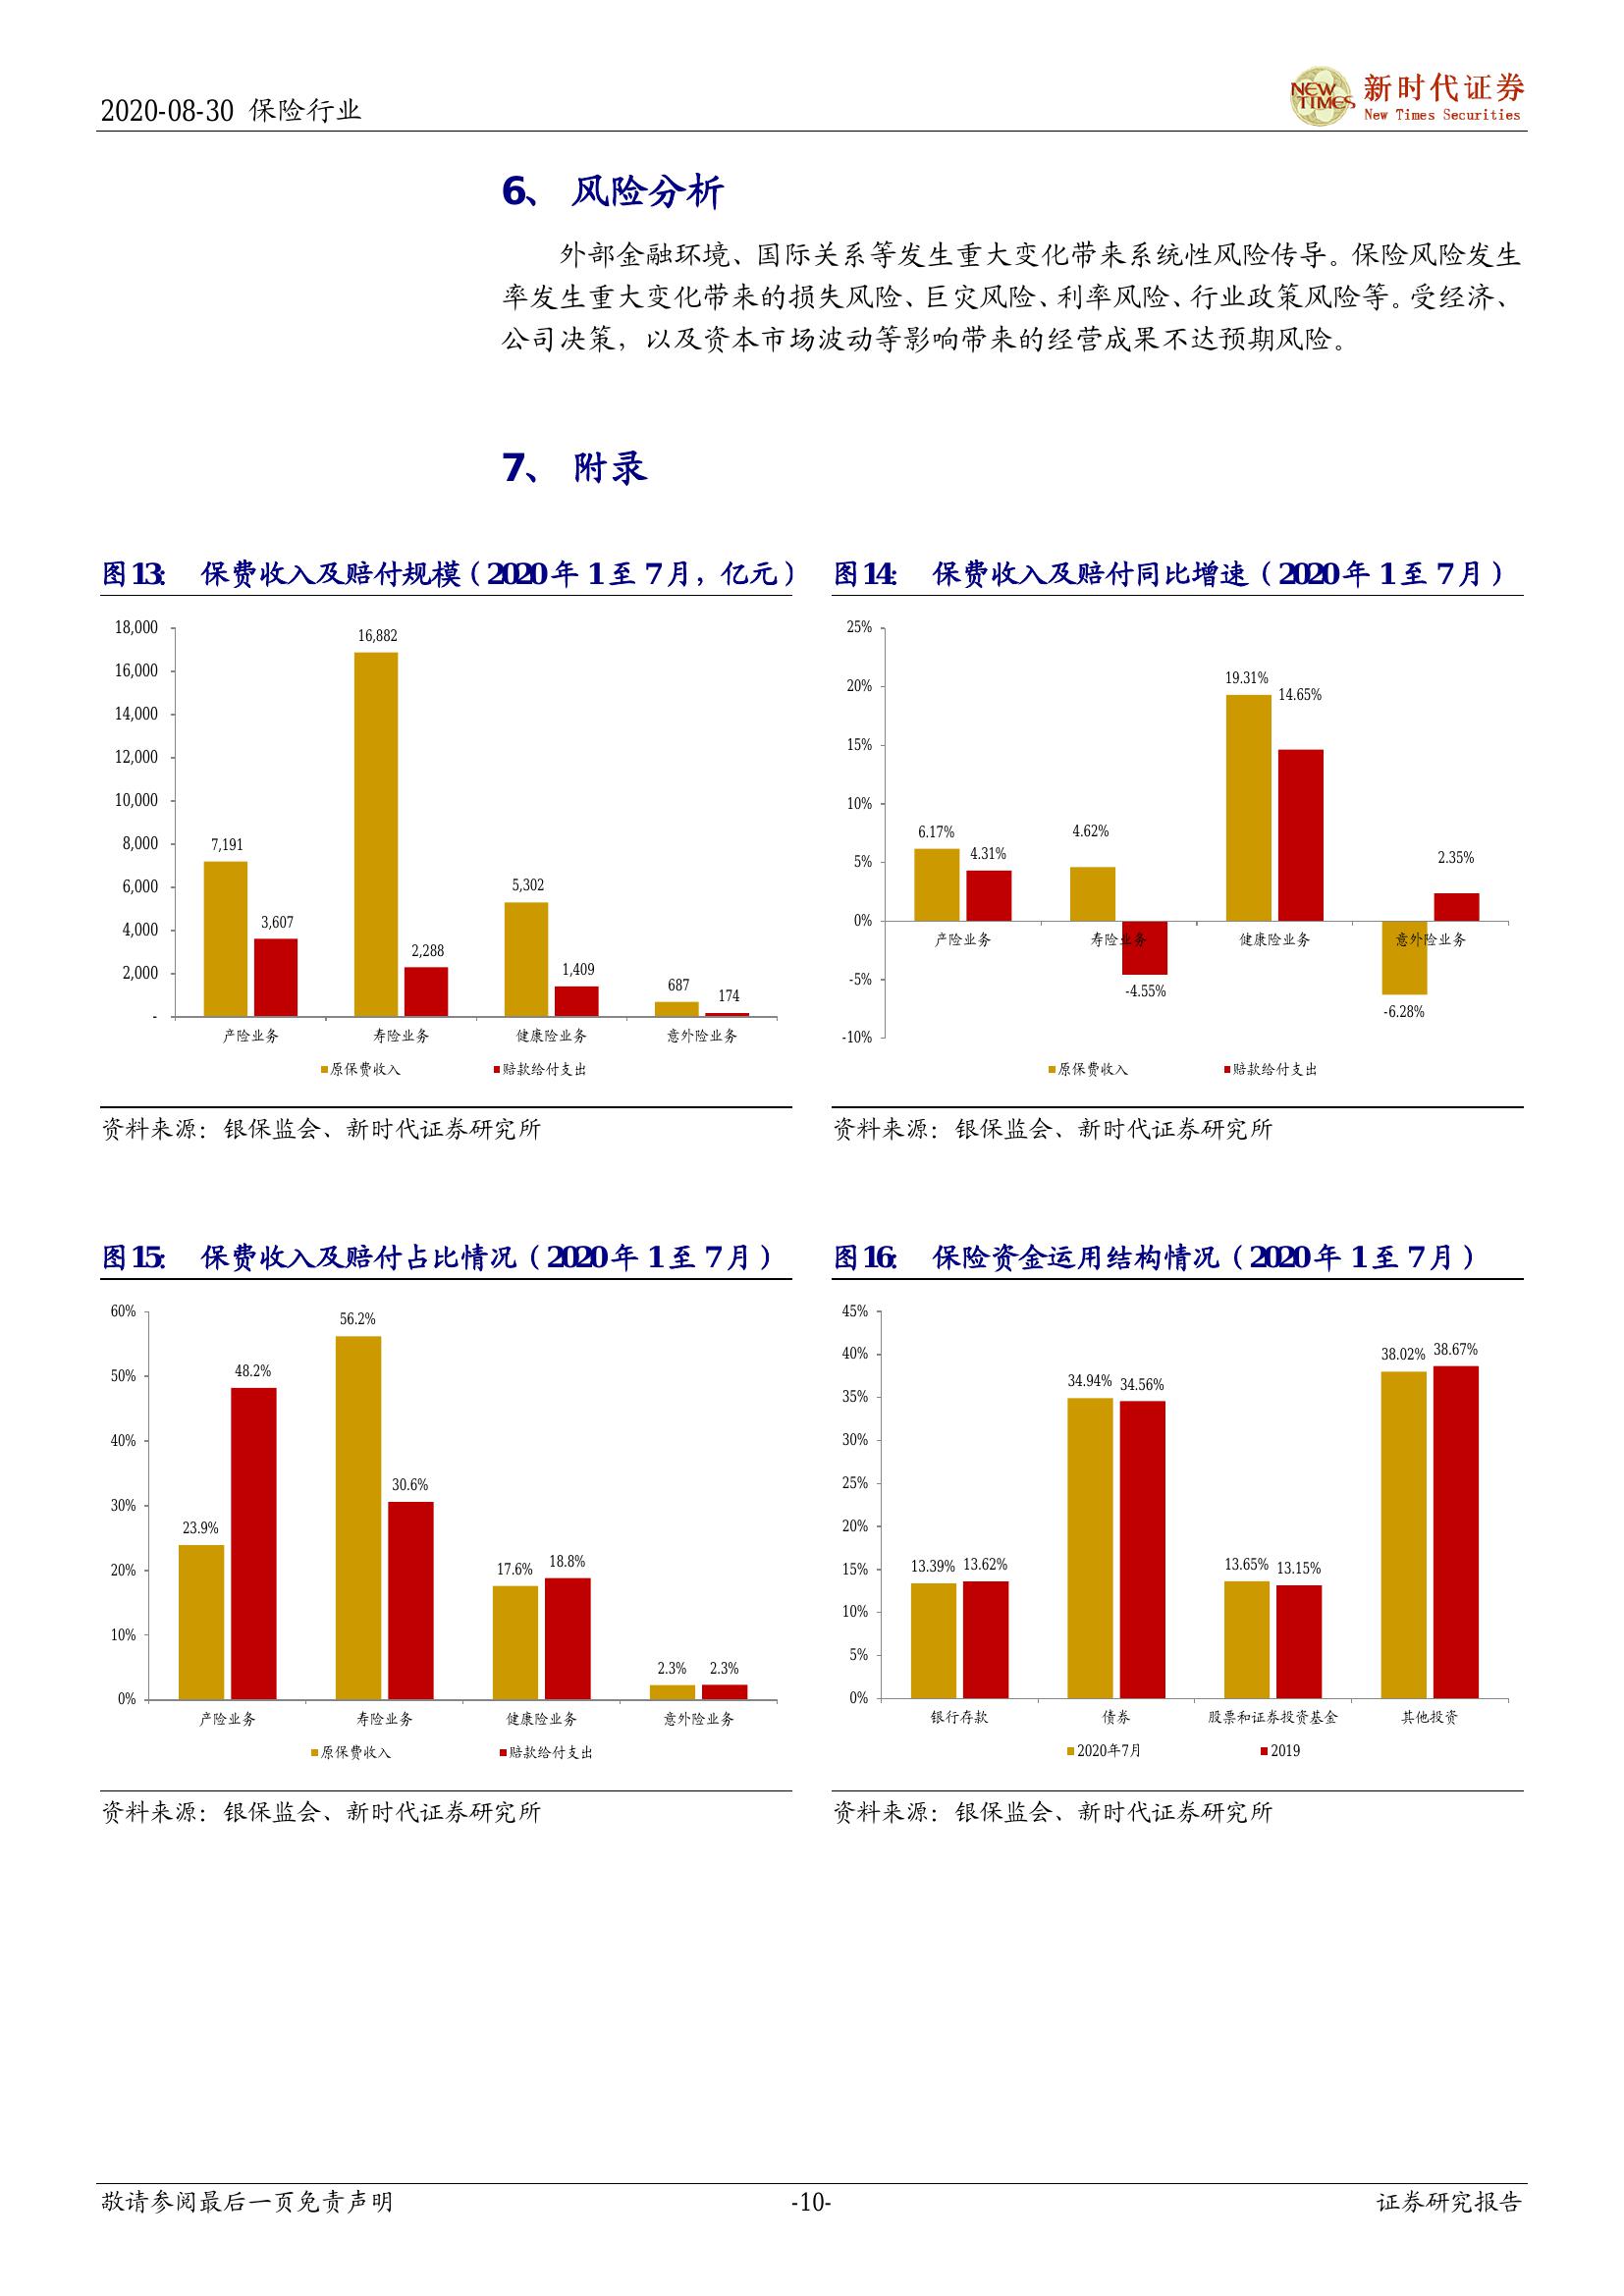 2020-08-30 保险行业
NEW TIMES 新时代证券
New Times Securities
6、 风险分析
外部金融环境、国际关系等发生重大变化带来系统性风险传导。保险风险发生
率发生重大变化带来的损失风险、巨灾风险、利率风险、行业政策风险等。受经济、
公司决策，以及资本市场波动等影响带来的经营成果不达预期风险。
7、 附录
图13： 保费收入及赔付规模（2020年1至7月，亿元）
18,000
16,000
14,000
12,000
10,000
8,000
6,000
4,000
2,000
-
7,191
3,607
16,882
2,288
5,302
1,409
687
174
产险业务 寿险业务 健康险业务 意外险业务
原保费收入 赔款给付支出
资料来源：银保监会、新时代证券研究所
图14： 保费收入及赔付同比增速（2020年1至7月）
25%
20%
15%
10%
5%
0%
-5%
-10%
6.17%
4.31%
4.62%
-4.55%
19.31%
14.65%
-6.28%
2.35%
产险业务 寿险业务 健康险业务 意外险业务
原保费收入 赔款给付支出
资料来源：银保监会、新时代证券研究所
图15： 保费收入及赔付占比情况（2020年1至7月）
60%
50%
40%
30%
20%
10%
0%
23.9%
48.2%
56.2%
30.6%
17.6%
18.8%
2.3%
2.3%
产险业务 寿险业务 健康险业务 意外险业务
原保费收入 赔款给付支出
资料来源：银保监会、新时代证券研究所
图16： 保险资金运用结构情况（2020年1至7月）
45%
40%
35%
30%
25%
20%
15%
10%
5%
0%
13.39%
13.62%
34.94%
34.56%
13.65%
13.15%
38.02%
38.67%
银行存款 债券 股票和证券投资基金 其他投资
2020年7月 2019
资料来源：银保监会、新时代证券研究所
敬请参阅最后一页免责声明 -10- 证券研究报告